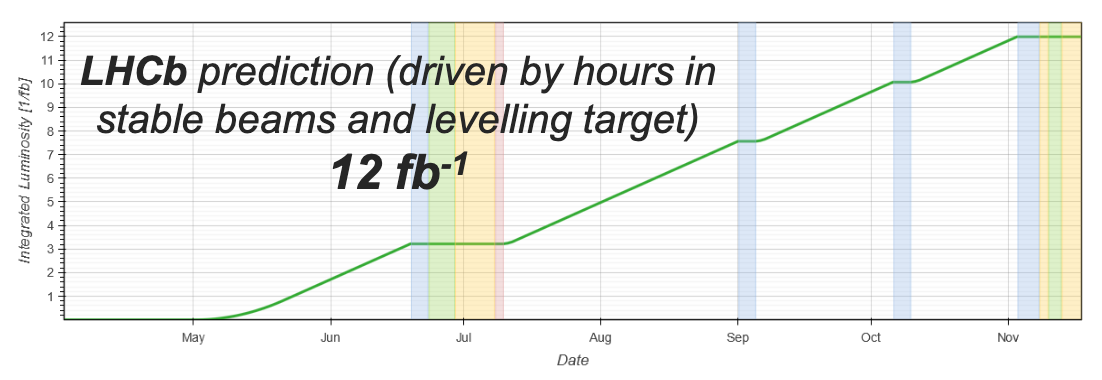 12
11
10
9
8
7
6
5
4
3
2
1
Integrated Luminosity [1/fb]
LHCb prediction (driven by hours in
stable beams and levelling target)
12 fb-1
May Jun Jul Aug Sep Oct Nov
Date